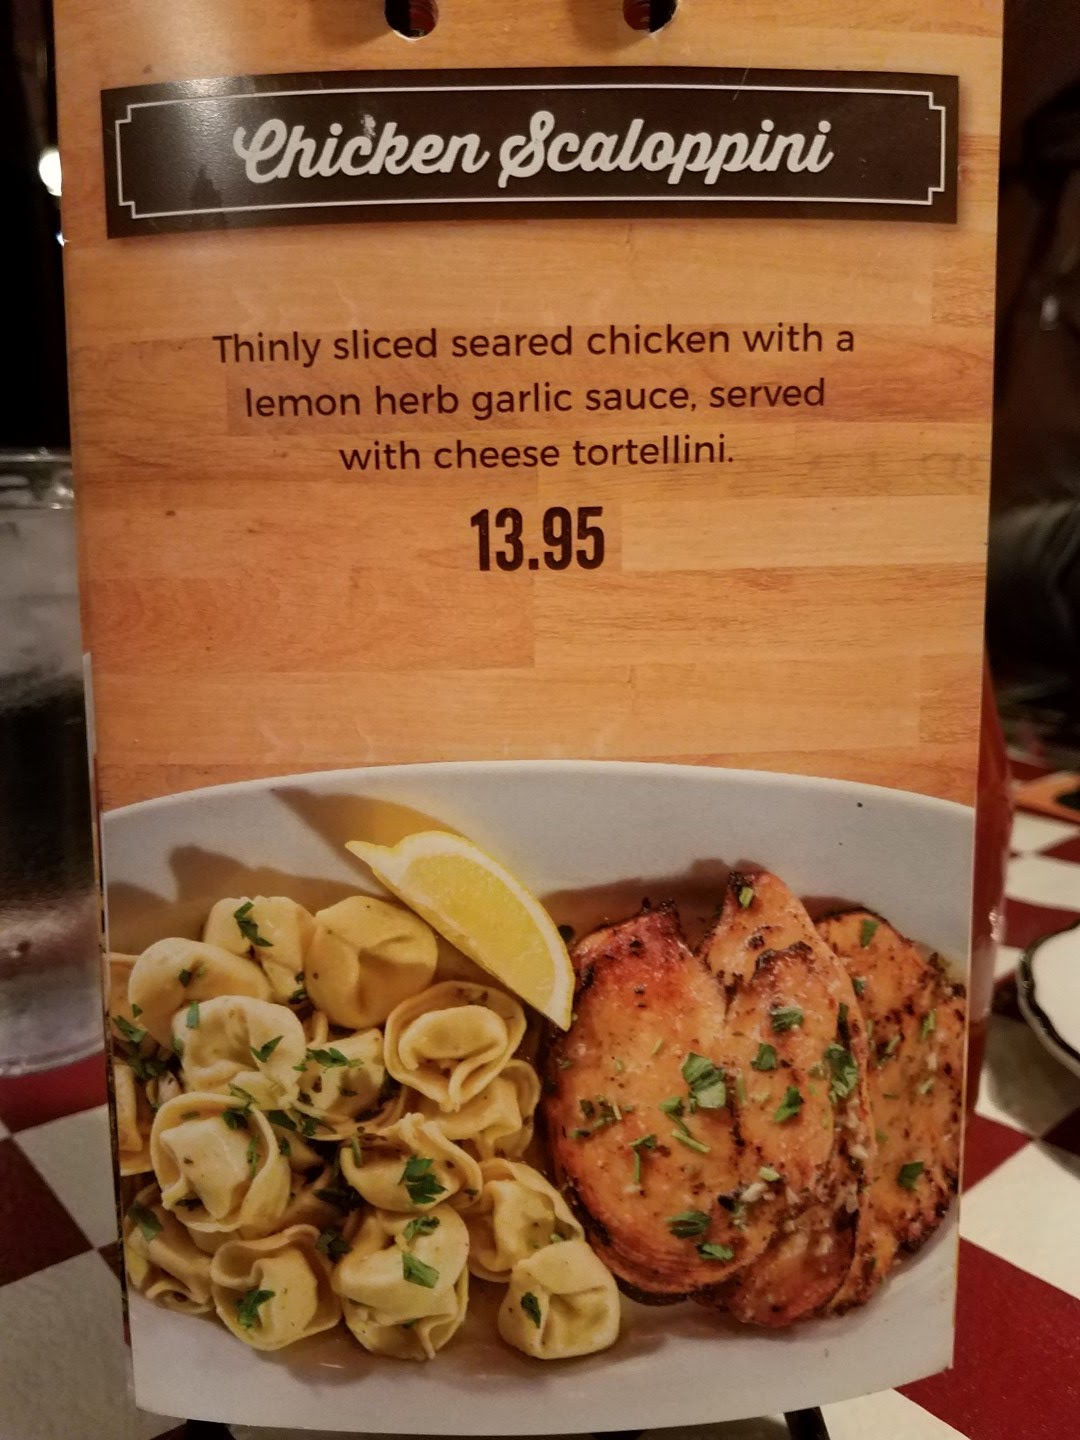 Chicken Scaloppini
Thinly sliced seared chicken with a
lemon herb garlic sauce, served
with cheese tortellini.
13.95